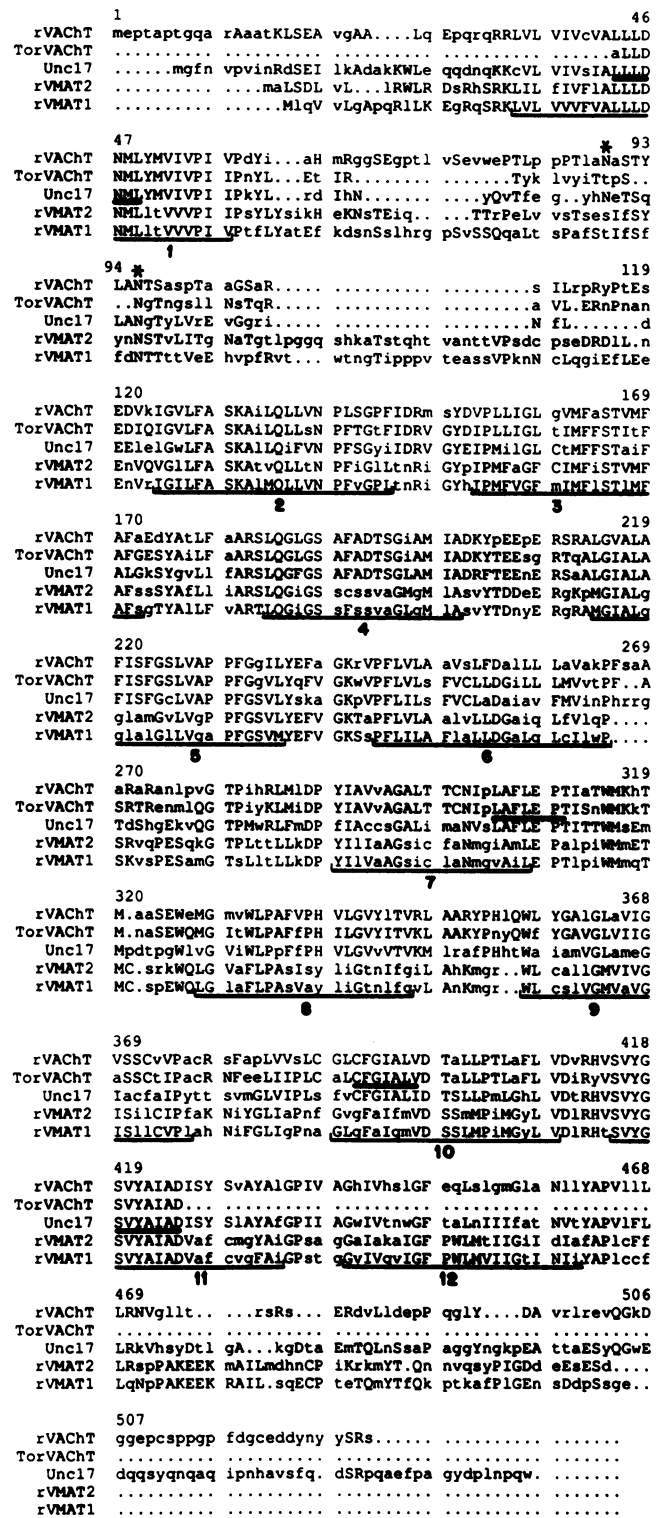 1 46
rVAChT meptaptgqa rAaatKLSEA vgAA...LqEPqrqRRLVL VIVcVALLLD
TorVAChT .......... .......... .......... .......... ......aLLD
Unc17 .....mgfn vpvinRdSEI lkAdakKWLe qqdnqKKcVL VIVsIALLLD
rVMAT2 .......... ....maLSDL vL...lRWLR DsRHSRKLIL fIVFlALLLD
rVMAT1 .......... .....MlqV vLgApqRlLK EgRQSRKLVL VVVFVALLLD
47 * 93
rVAChT NMLYMVIVPI VPdYi...aH mRggSEgptl vSevwePTLp pPTlaNaSTY
TorVAChT NMLYMVIVPI IPnYL...Et IR........ ....Tyk lvyiTtpS..
Unc17 NMLYMVIVPI IPkYL...rd IhN....... ..yQvTfe g..yhNeTSq
rVMAT2 NMLltVVVPI IPsYLYsikH eKNsTEiq.. .TTrPeLv vsTsesIfSY
rVMAT1 NMLltVVVPI VPtfLYatEf kdsnSslhrg pSvSSQqaLt sPafStIfSf
1
94 * 119
rVAChT LANTSaspTa aGSaR..... .......... .........s ILrpRyPtEs
TorVAChT ..NgTngsll NsTqR..... .......... .........a VL.ERnPnan
Unc17 LANgTyLVrE vGgri..... .......... .........N fL.......d
rVMAT2 ynNSTvLITg NaTgtlpggq shkaTstqht vanttVPsdc pseDRDlL.n
rVMAT1 fdNTTttVeE hvpfRvt... wtngTipppv teassVPknN cLqgiEfLEe
120 169
rVAChT EDVkIGVLFA SKAiLQLLVN PLSGPFIDRm sYDVPLLIGL gVMFaSTVMF
TorVAChT EDIQIGVLFA SKAILQLLsN PFTGtFIDRV GYDIPLLIGL tIMFFSTItF
Unc17 EElelGwLFA SKAlLQiFVN PFSGyiIDRV GYEIPMilGL CtMFFSTaiF
rVMAT2 EnVQVGlLFA SKAtvQLLtN PFiGlLtnRi GYpIPMFaGF CIMFiSTVMF
rVMAT1 EnVrIGILFA SKAlMQLLVN PFvGPLtnRi GYhIPMFVGF mIMFlSTlMF
2 3
170 219
rVAChT AFaEdYAtLF aARSLQGLGS AFADTSGiAM IADKYpEEpE RSRALGVALA
TorVAChT AFGESYAiLF aARSLQGLGS AFADTSGIAM IADKYTEEsg RTqALGIALA
Unc17 ALGkSYgvLl fARSLQGFGS AFADTSGLAM IADRFTEEnE RSaALGIALA
rVMAT2 AFssSYAfLl iARSLQGiGS scssvaGMgM lAsvYTDDeE RgKpMGIALg
rVMAT1 AFSgTYAlLF vARTLQGiGS sFssvaGLgM lAsvYTDnyE RgRAMGIALg
4
220 269
rVAChT FISFGSLVAP PFGgILYEFa GKrVPFLVLA aVsLFDalLL LaVakPFsaA
TorVAChT FISFGSLVAP PFGgVLYqFV GKwVPFLVLs FVCLLDGiLL LMVvtPF..A
Unc17 FISFGcLVAP PFGSVLYska GKpVPFLILs FVCLaDaiav FMVinPhrrg
rVMAT2 glamGvLVgP PFGSVLYEFV GKTaPFLVLA alvLLDGaiq LfvlqP....
rVMAT1 glalGlLVga PFGSVMYEFV GKSsPFLILA FlaLLDGaLq LcIlwP....
5 6
270 319
rVAChT aRaRanlpvG TPihRLMlDP YIAVvAGALT TCNIpLAFLE PTIaTWMKhT
TorVAChT SRTRenmlQG TPiyKLMiDP YIAVvAGALT TCNIpLAFLE PTISnWMKkT
Unc17 TdShgEkvQG TPMwRLFmDP fIAccsGALi maNVsLAFLE PTITTWMsEm
rVMAT2 SRvqPESqkG TPLttLLkDP YIlIaAGSic faNmgiAmLE PalpiWMmET
rVMAT1 SKvsPESamG TsLltLLkDP YIlVaAGSic laNmgvAiLE PTlpiWMmqT
7
320 368
rVAChT M.aaSEWeMG mvWLPAFVPH VLGVYlTVRL AARYPHlQWL YGAlGLaVIG
TorVAChT M.naSEWQMG ItWLPAFfPH ILGVYITVKL AAKYPnyQWf YGAVGLVIIG
Unc17 MpdtpgWlvG ViWLPpFfPH VLGVvVTVKM lrafPHhtWa iamVGLameG
rVMAT2 MC.srkWQLG VaFLPAsIsy liGtnIfgiL AhKmgr..WL callGMVIVG
rVMAT1 MC.spEWQLG laFLPAsVay lIGtnlfgvL AnKmgr..WL cslVGMVaVG
8 9
369 418
rVAChT VSSCvVPacR sFapLVVsLC GLCFGIALVD TaLLPTLaFL VDvRHVSVYG
TorVAChT aSSCtIPacR NFeeLIIPLC aLCFGIALVD TaLLPTLaFL VDiRyVSVYG
Unc17 Iacfa IPytt svmGLVIPLs fvCFGIALID TSLLPmLGhL VDtRHVSVYG
rVMAT2 ISilCIPfaK NiYGLIaPnf GvgFaIfmVD SSmMPiMGyL VDlRHVSVYG
rVMAT1 ISllCVPlah NiFGLIgPna GLgFaIgmVD SSLMPiMGyL VDlRHtSVYG
10
419 468
rVAChT SVYAIADISY SvAYAlGPIV AGhIVhslGF eqLslgmGla NllYAPVllL
TorVAChT SVYAIAD... .......... .......... .......... ..........
Unc17 SVYAIADISY SlAYAfGPII AGwIVtnwGF taLnIIIfat NVtYAPVlFL
rVMAT2 SVYAIADVaf cmgYAiGPsa gGaIakaIGF PWLMtIIGiI dIafAPlcFf
rVMAT1 SVYAIADVaf cvgFAiGPst gGvIVqvIGF PWLMVIIGtI NIiYAPlccf
11 12
469 506
rVAChT LRNVgllt.. ..rsRs... ERdvLldepP qglY....DA vrlrevQGkD
TorVAChT .......... .......... .......... .......... ..........
Unc17 LRkVhsyDtl gA...kgDta EmTQLnSsaP aggYngkpEA ttaESyQGwE
rVMAT2 LRspPAKEEK mAILmdhnCP iKrkmYT.Qn nvqsyPIGDd eEsESd....
rVMAT1 LqNpPAKEEK RAIL.sqECP teTQmYTfQk ptkafPlGEn sDdpSsge..
507
rVAChT ggepcsppgp fdgceddyny ySRs...... .......... ..........
TorVAChT .......... .......... .......... .......... ..........
Unc17 dqqsyqnqaq ipnhavsfq. dSRpqaefpa gydplnpqw. ..........
rVMAT2 .......... .......... .......... .......... ..........
rVMAT1 .......... .......... .......... .......... ..........